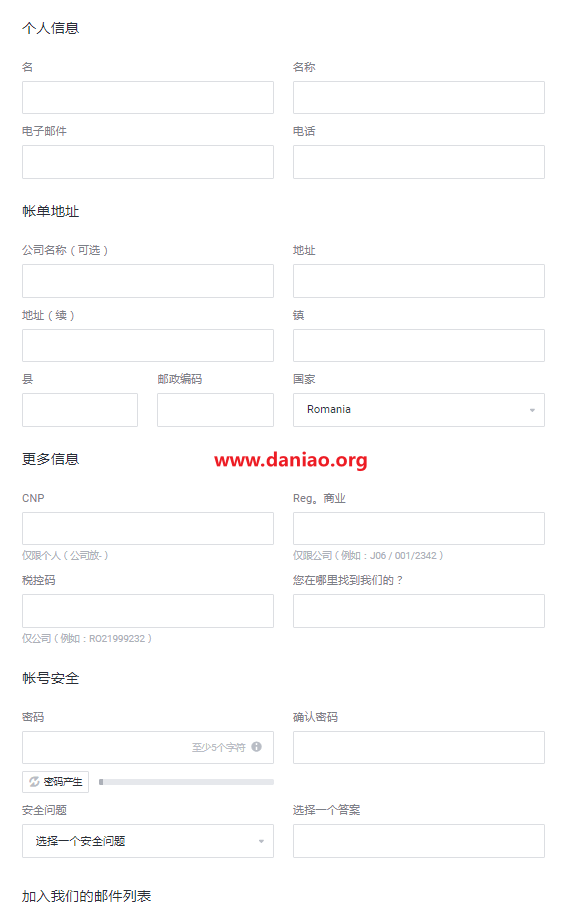 个人信息
名 名称
电子邮件 电话
帐单地址
公司名称（可选） 地址
地址（续） 镇
县 邮政编码 国家
Romania
更多信息 www.daniao.org
CNP Reg。商业
仅限个人（公司放-） 仅限公司（例如：J06 / 001/2342）
税控码 您在哪里找到我们的？
仅公司（例如：RO21999232）
帐号安全
密码 确认密码
至少5个字符
密码产生
安全问题 选择一个答案
选择一个安全问题
加入我们的邮件列表